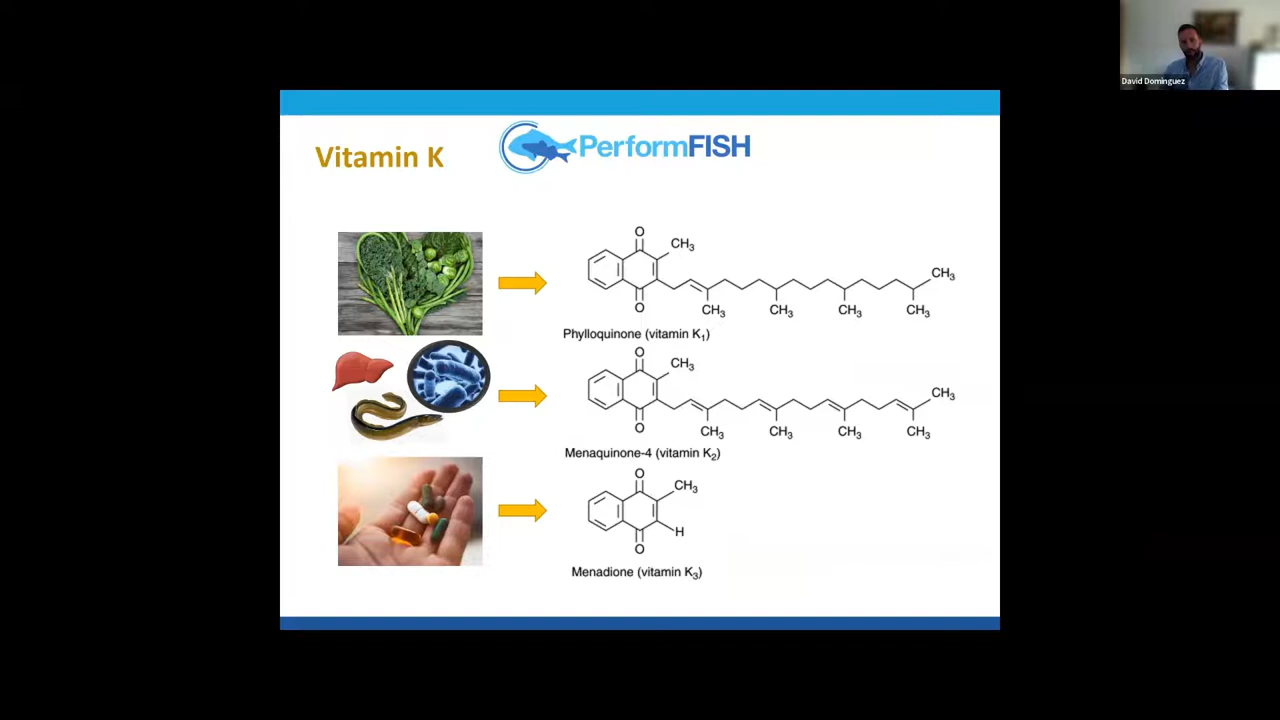 David Dominguez
Vitamin K
PerformFISH
O
CH₃
O
CH₃
CH₃
CH₃
CH₃
CH₃
Phylloquinone (vitamin K₁)
O
CH₃
O
CH₃
CH₃
CH₃
CH₃
CH₃
Menaquinone-4 (vitamin K₂)
O
CH₃
H
O
Menadione (vitamin K₃)